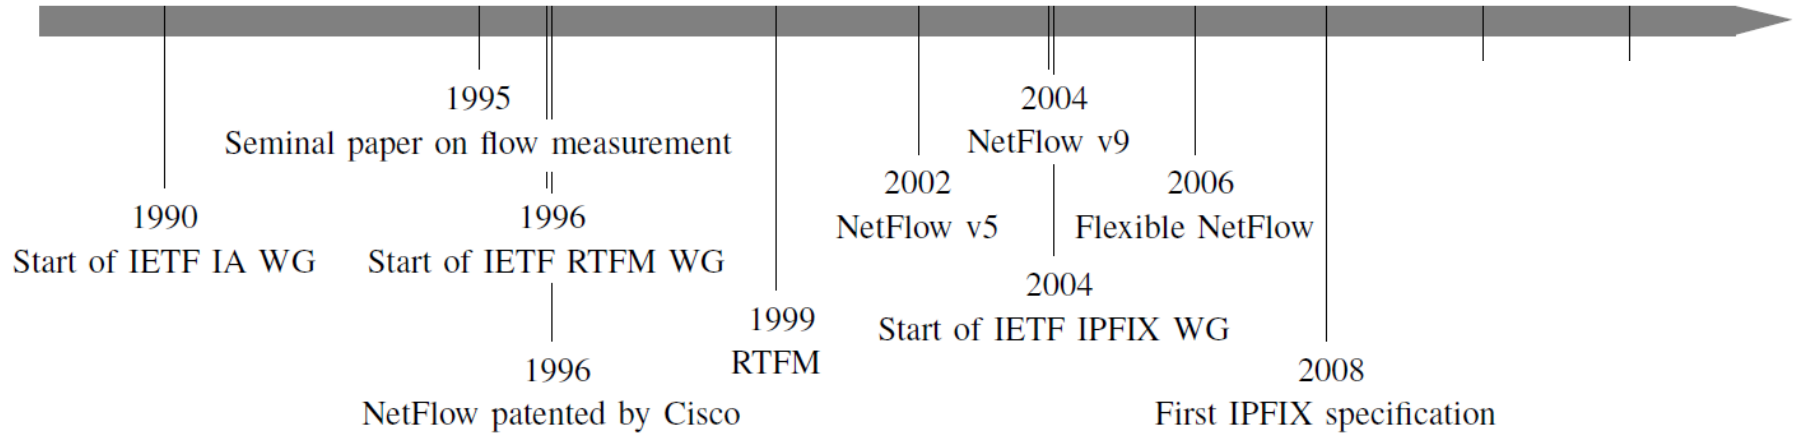 1990
Start of IETF IA WG
1995
Seminal paper on flow measurement
1996
Start of IETF RTFM WG
1996
NetFlow patented by Cisco
1999
RTFM
2002
NetFlow v5
2004
NetFlow v9
2004
Start of IETF IPFIX WG
2006
Flexible NetFlow
2008
First IPFIX specification